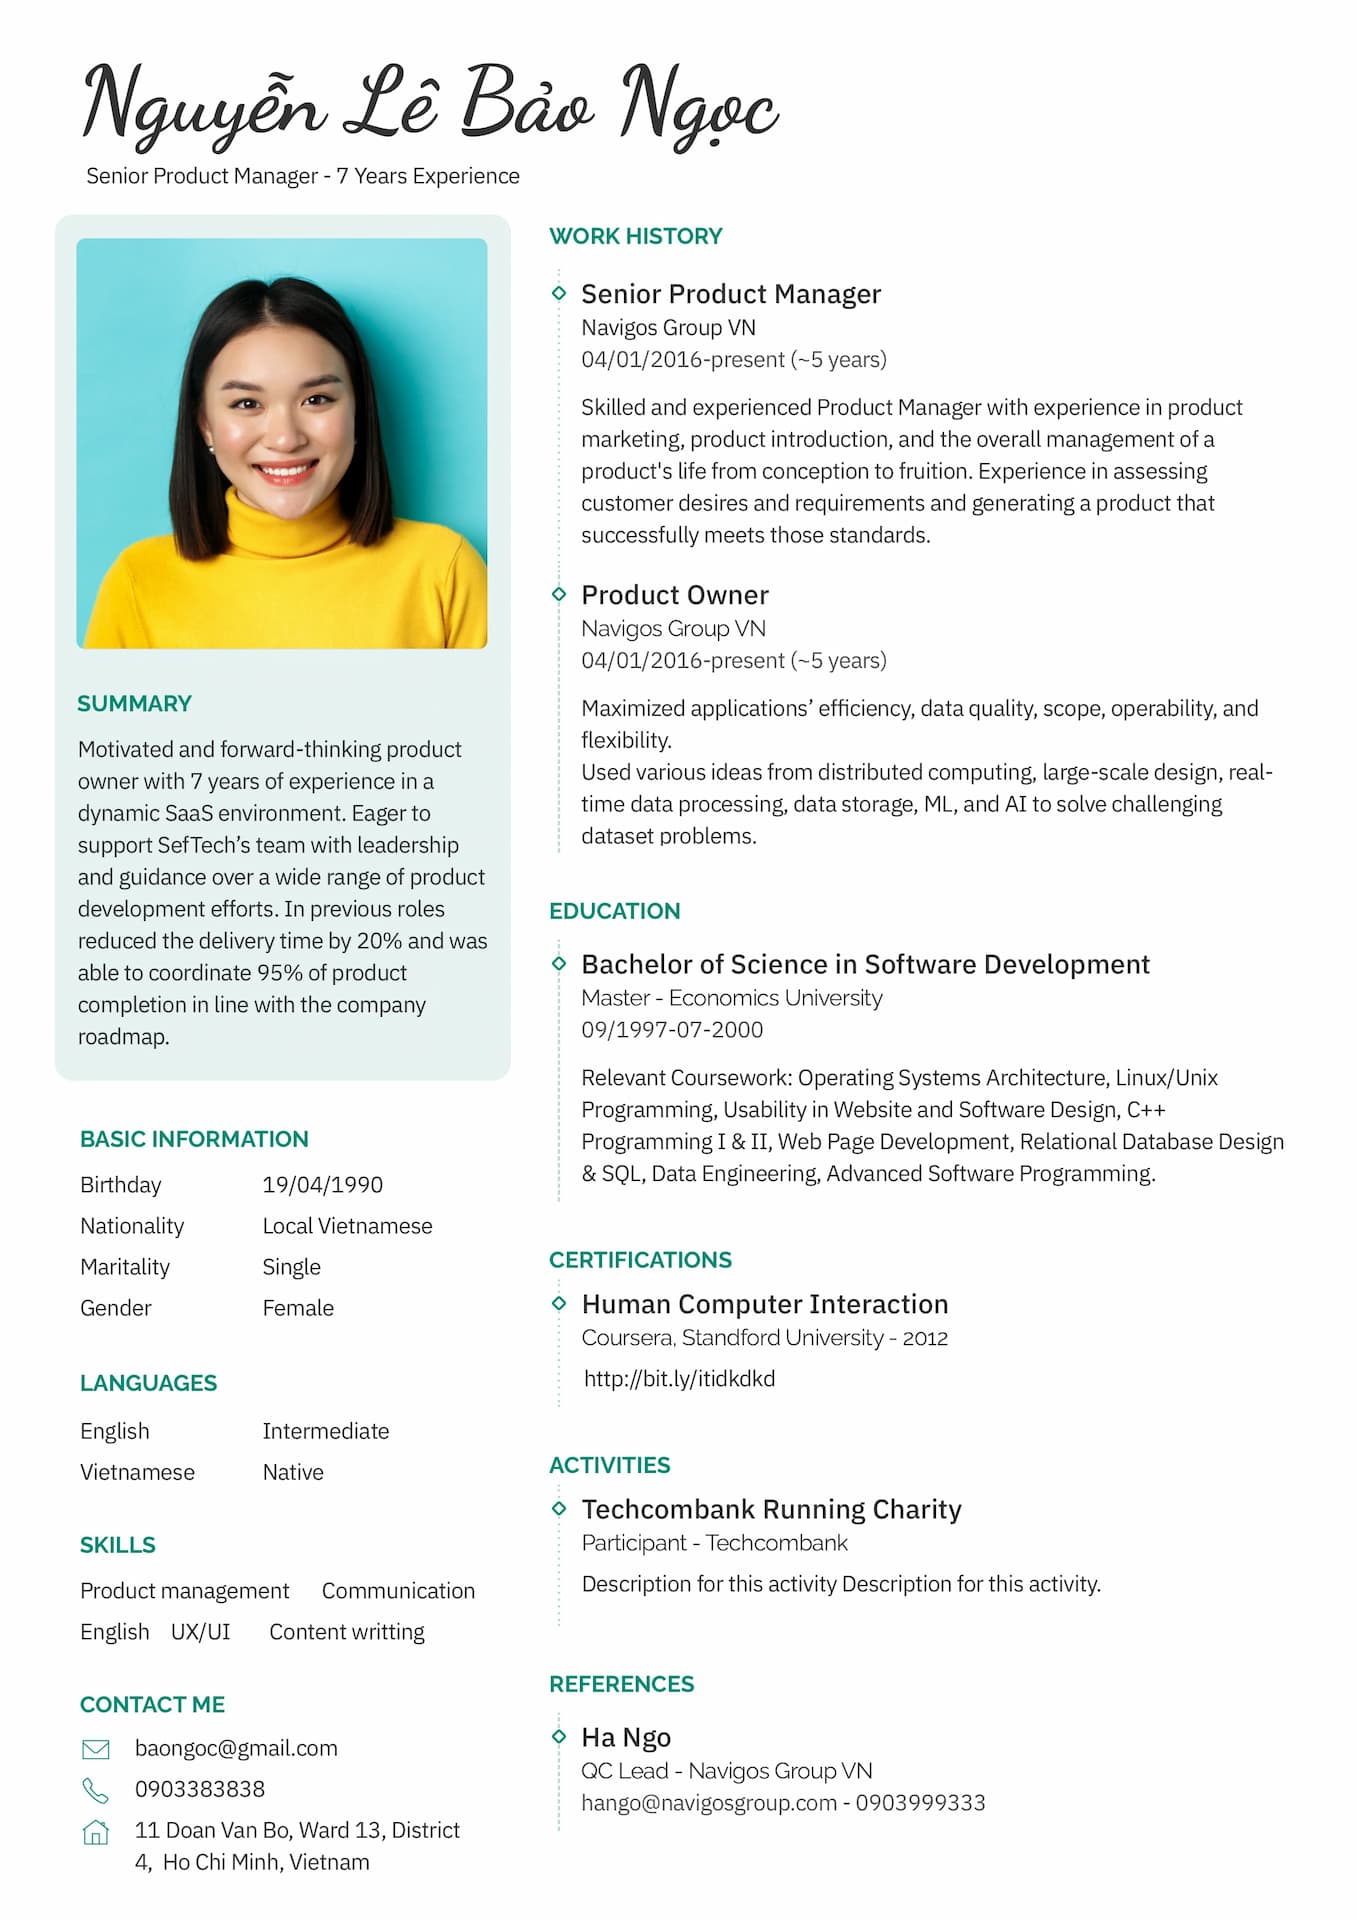 Nguyễn Lê Bảo Ngọc
Senior Product Manager - 7 Years Experience
SUMMARY
Motivated and forward-thinking product
owner with 7 years of experience in a
dynamic SaaS environment. Eager to
support SefTech’s team with leadership
and guidance over a wide range of product
development efforts. In previous roles
reduced the delivery time by 20% and was
able to coordinate 95% of product
completion in line with the company
roadmap.
BASIC INFORMATION
Birthday 19/04/1990
Nationality Local Vietnamese
Maritality Single
Gender Female
LANGUAGES
English Intermediate
Vietnamese Native
SKILLS
Product management Communication
English UX/UI Content writting
CONTACT ME
baongoc@gmail.com
0903383838
11 Doan Van Bo, Ward 13, District
4, Ho Chi Minh, Vietnam
WORK HISTORY
Senior Product Manager
Navigos Group VN
04/01/2016-present (~5 years)
Skilled and experienced Product Manager with experience in product
marketing, product introduction, and the overall management of a
product's life from conception to fruition. Experience in assessing
customer desires and requirements and generating a product that
successfully meets those standards.
Product Owner
Navigos Group VN
04/01/2016-present (~5 years)
Maximized applications’ efficiency, data quality, scope, operability, and
flexibility.
Used various ideas from distributed computing, large-scale design, real-
time data processing, data storage, ML, and AI to solve challenging
dataset problems.
EDUCATION
Bachelor of Science in Software Development
Master - Economics University
09/1997-07-2000
Relevant Coursework: Operating Systems Architecture, Linux/Unix
Programming, Usability in Website and Software Design, C++
Programming I & II, Web Page Development, Relational Database Design
& SQL, Data Engineering, Advanced Software Programming.
CERTIFICATIONS
Human Computer Interaction
Coursera, Standford University - 2012
http://bit.ly/itidkdkd
ACTIVITIES
Techcombank Running Charity
Participant - Techcombank
Description for this activity Description for this activity.
REFERENCES
Ha Ngo
QC Lead - Navigos Group VN
hango@navigosgroup.com - 0903999333